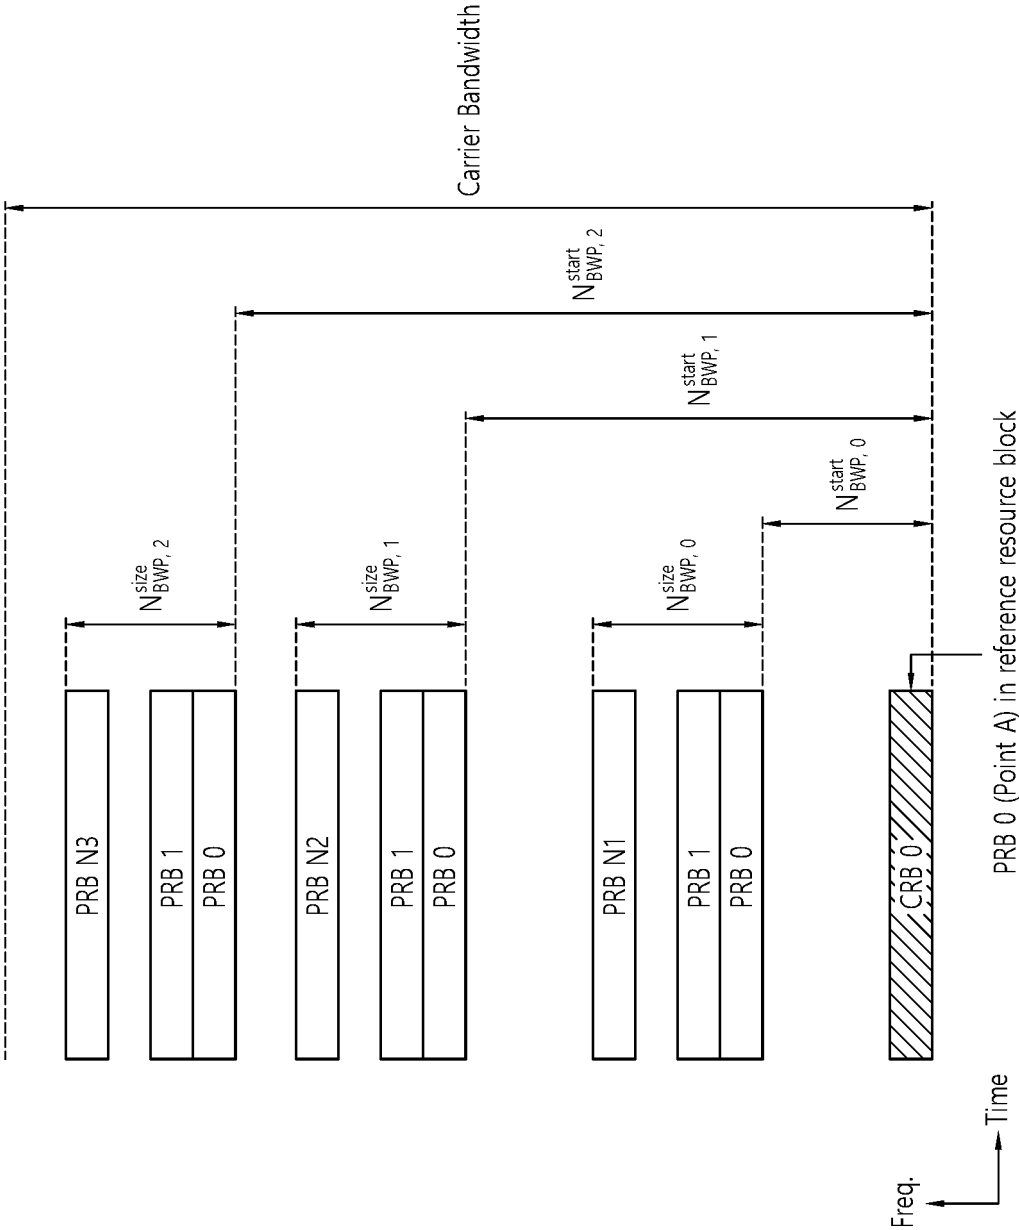 Carrier Bandwidth
N^start_BWP, 2
N^start_BWP, 1
N^start_BWP, 0
N^size_BWP, 2
N^size_BWP, 1
N^size_BWP, 0
PRB N3
PRB 1
PRB 0
PRB N2
PRB 1
PRB 0
PRB N1
PRB 1
PRB 0
CRB 0
PRB 0 (Point A) in reference resource block
Freq.
Time